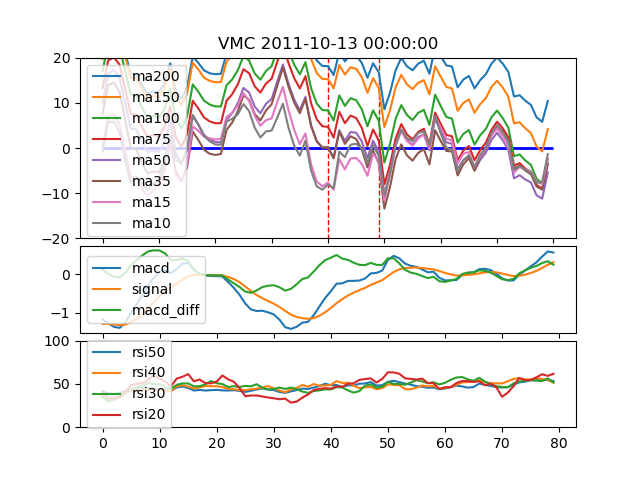 VMC 2011-10-13 00:00:00
20
10
0
−10
−20
ma200
ma150
ma100
ma75
ma50
ma35
ma15
ma10
0
−1
macd
signal
macd_diff
100
50
0
rsi50
rsi40
rsi30
rsi20
0 10 20 30 40 50 60 70 80